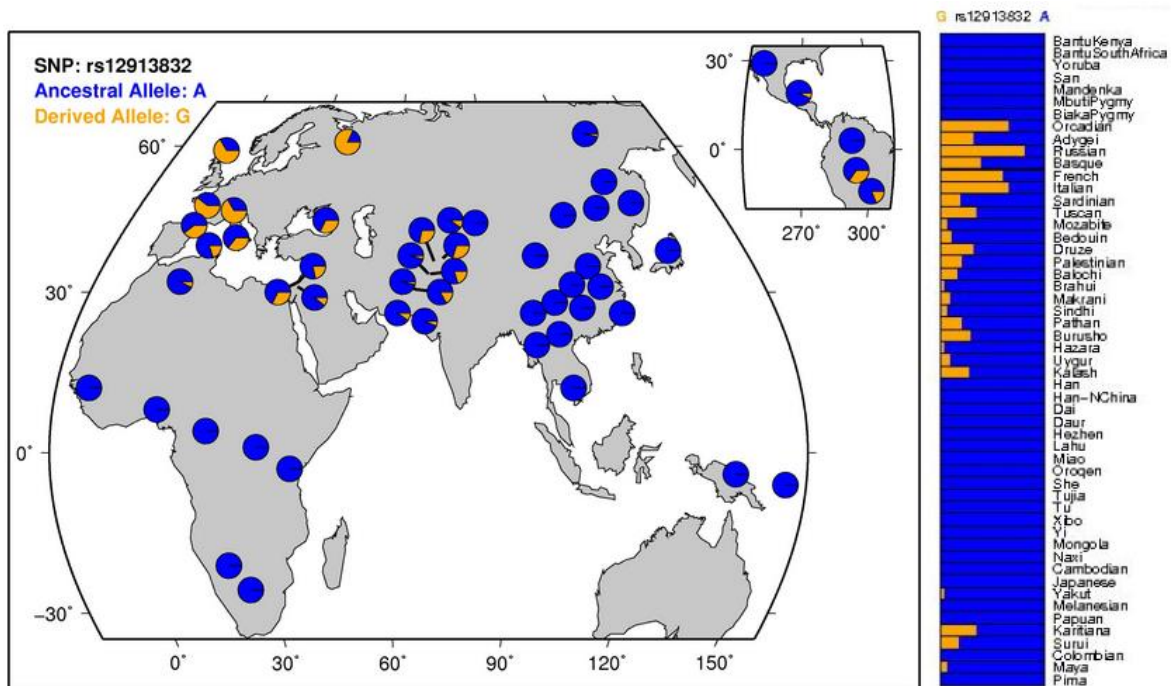 G rs12913832 A
SNP: rs12913832
Ancestral Allele: A
Derived Allele: G
60°
30°
0°
−30°
0°
30°
60°
90°
120°
150°
30°
0°
270°
300°
BantuKenya
BantuSouthAfrica
Yoruba
San
Mandenka
MbutiPygmy
BiakaPygmy
Orcadian
Adygei
Russian
Basque
French
Italian
Sardinian
Tuscan
Mozabite
Bedouin
Druze
Palestinian
Balochi
Brahui
Makrani
Sindhi
Pathan
Burusho
Hazara
Uygur
Kalash
Han
Han−NChina
Dai
Daur
Hezhen
Lahu
Miao
Oroqen
She
Tujia
Tu
Xibo
Yi
Mongola
Naxi
Cambodian
Japanese
Yakut
Melanesian
Papuan
Karitiana
Surui
Colombian
Maya
Pima